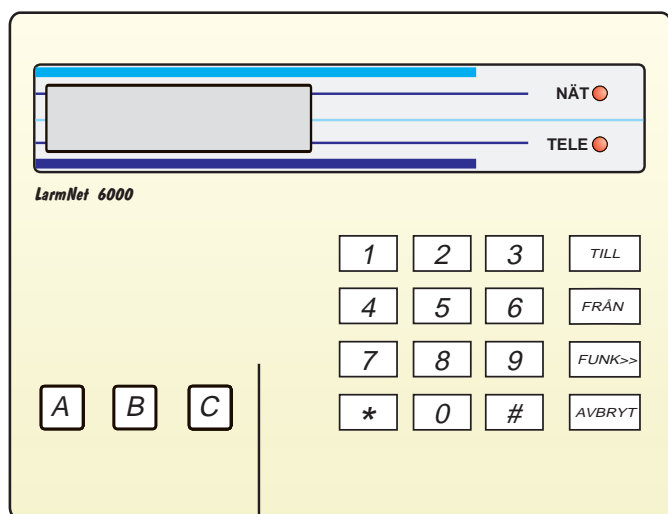 NÄT
TELE
LarmNet 6000
1 2 3 TILL
4 5 6 FRÅN
7 8 9 FUNK>>
A B C * 0 # AVBRYT